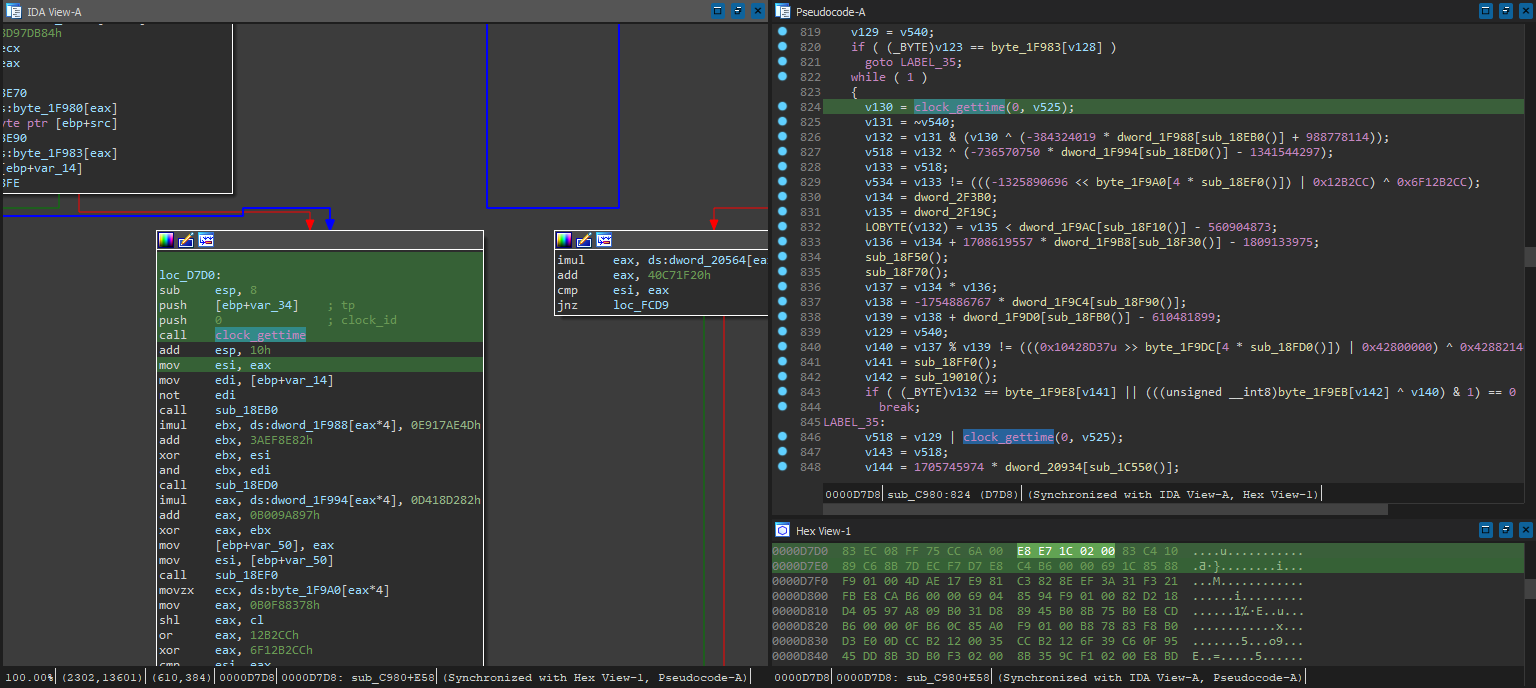 IDA View-A
3D97DB84h
ecx
eax
3E70
s:byte_1F980[eax]
yte ptr [ebp+src]
3E90
s:byte_1F983[eax]
[ebp+var_14]
3FE
loc_D7D0:
sub esp, 8
push [ebp+var_34] ; tp
push 0 ; clock_id
call clock_gettime
add esp, 10h
mov esi, eax
mov edi, [ebp+var_14]
not edi
call sub_18EB0
imul ebx, ds:dword_1F988[eax*4], 0E917AE4Dh
add ebx, 3AEF8E82h
xor ebx, esi
and ebx, edi
call sub_18ED0
imul eax, ds:dword_1F994[eax*4], 0D418D282h
add eax, 0B009A897h
xor eax, ebx
mov [ebp+var_50], eax
mov esi, [ebp+var_50]
call sub_18EF0
movzx ecx, ds:byte_1F9A0[eax*4]
mov eax, 0B0F88378h
shl eax, cl
or eax, 12B2CCh
xor eax, 6F12B2CCh
cmp esi, eax
imul eax, ds:dword_20564[ea
add eax, 40C71F20h
cmp esi, eax
jnz loc_FCD9
100.00% (2302,13601) (610,384) 0000D7D8 0000D7D8: sub_C980+E58 (Synchronized with Hex View-1, Pseudocode-A)
Pseudocode-A
819 v129 = v540;
820 if ( (_BYTE)v123 == byte_1F983[v128] )
821 goto LABEL_35;
822 while ( 1 )
823 {
824 v130 = clock_gettime(0, v525);
825 v131 = ~v540;
826 v132 = v131 & (v130 ^ (-384324019 * dword_1F988[sub_18EB0()] + 988778114));
827 v518 = v132 ^ (-736570750 * dword_1F994[sub_18ED0()] - 1341544297);
828 v133 = v518;
829 v534 = v133 != (((-1325890696 << byte_1F9A0[4 * sub_18EF0()]) | 0x12B2CC) ^ 0x6F12B2CC);
830 v134 = dword_2F3B0;
831 v135 = dword_2F19C;
832 LOBYTE(v132) = v135 < dword_1F9AC[sub_18F10()] - 560904873;
833 v136 = v134 + 1708619557 * dword_1F9B8[sub_18F30()] - 1809133975;
834 sub_18F50();
835 sub_18F70();
836 v137 = v134 * v136;
837 v138 = -1754886767 * dword_1F9C4[sub_18F90()];
838 v139 = v138 + dword_1F9D0[sub_18FB0()] - 610481899;
839 v129 = v540;
840 v140 = v137 % v139 != (((0x10428D37u >> byte_1F9DC[4 * sub_18FD0()]) | 0x42800000) ^ 0x4288214
841 v141 = sub_18FF0();
842 v142 = sub_19010();
843 if ( (_BYTE)v132 == byte_1F9E8[v141] || (((unsigned __int8)byte_1F9EB[v142] ^ v140) & 1) == 0
844 break;
845 LABEL_35:
846 v518 = v129 | clock_gettime(0, v525);
847 v143 = v518;
848 v144 = 1705745974 * dword_20934[sub_1C550()];
0000D7D8 sub_C980:824 (D7D8) (Synchronized with IDA View-A, Hex View-1)
Hex View-1
0000D7D0 83 EC 08 FF 75 CC 6A 00 E8 E7 1C 02 00 83 C4 10 ....u...........
0000D7E0 89 C6 8B 7D EC F7 D7 E8 C4 B6 00 00 69 1C 85 88
0000D7F0 F9 01 00 4D AE 17 E9 81 C3 82 8E EF 3A 31 F3 21 ...M............
0000D800 FB E8 CA B6 00 00 69 04 85 94 F9 01 00 82 D2 18 ......i.........
0000D810 D4 05 97 A8 09 B0 31 D8 89 45 B0 8B 75 B0 E8 CD
0000D820 B6 00 00 0F B6 0C 85 A0 F9 01 00 B8 78 83 F8 B0 ............x...
0000D830 D3 E0 0D CC B2 12 00 35 CC B2 12 6F 39 C6 0F 95 .......5...o9...
0000D840 45 DD 8B 3D B0 F3 02 00 8B 35 9C F1 02 00 E8 BD E..=.....5......
0000D7D8 0000D7D8: sub_C980+E58 (Synchronized with IDA View-A, Pseudocode-A)